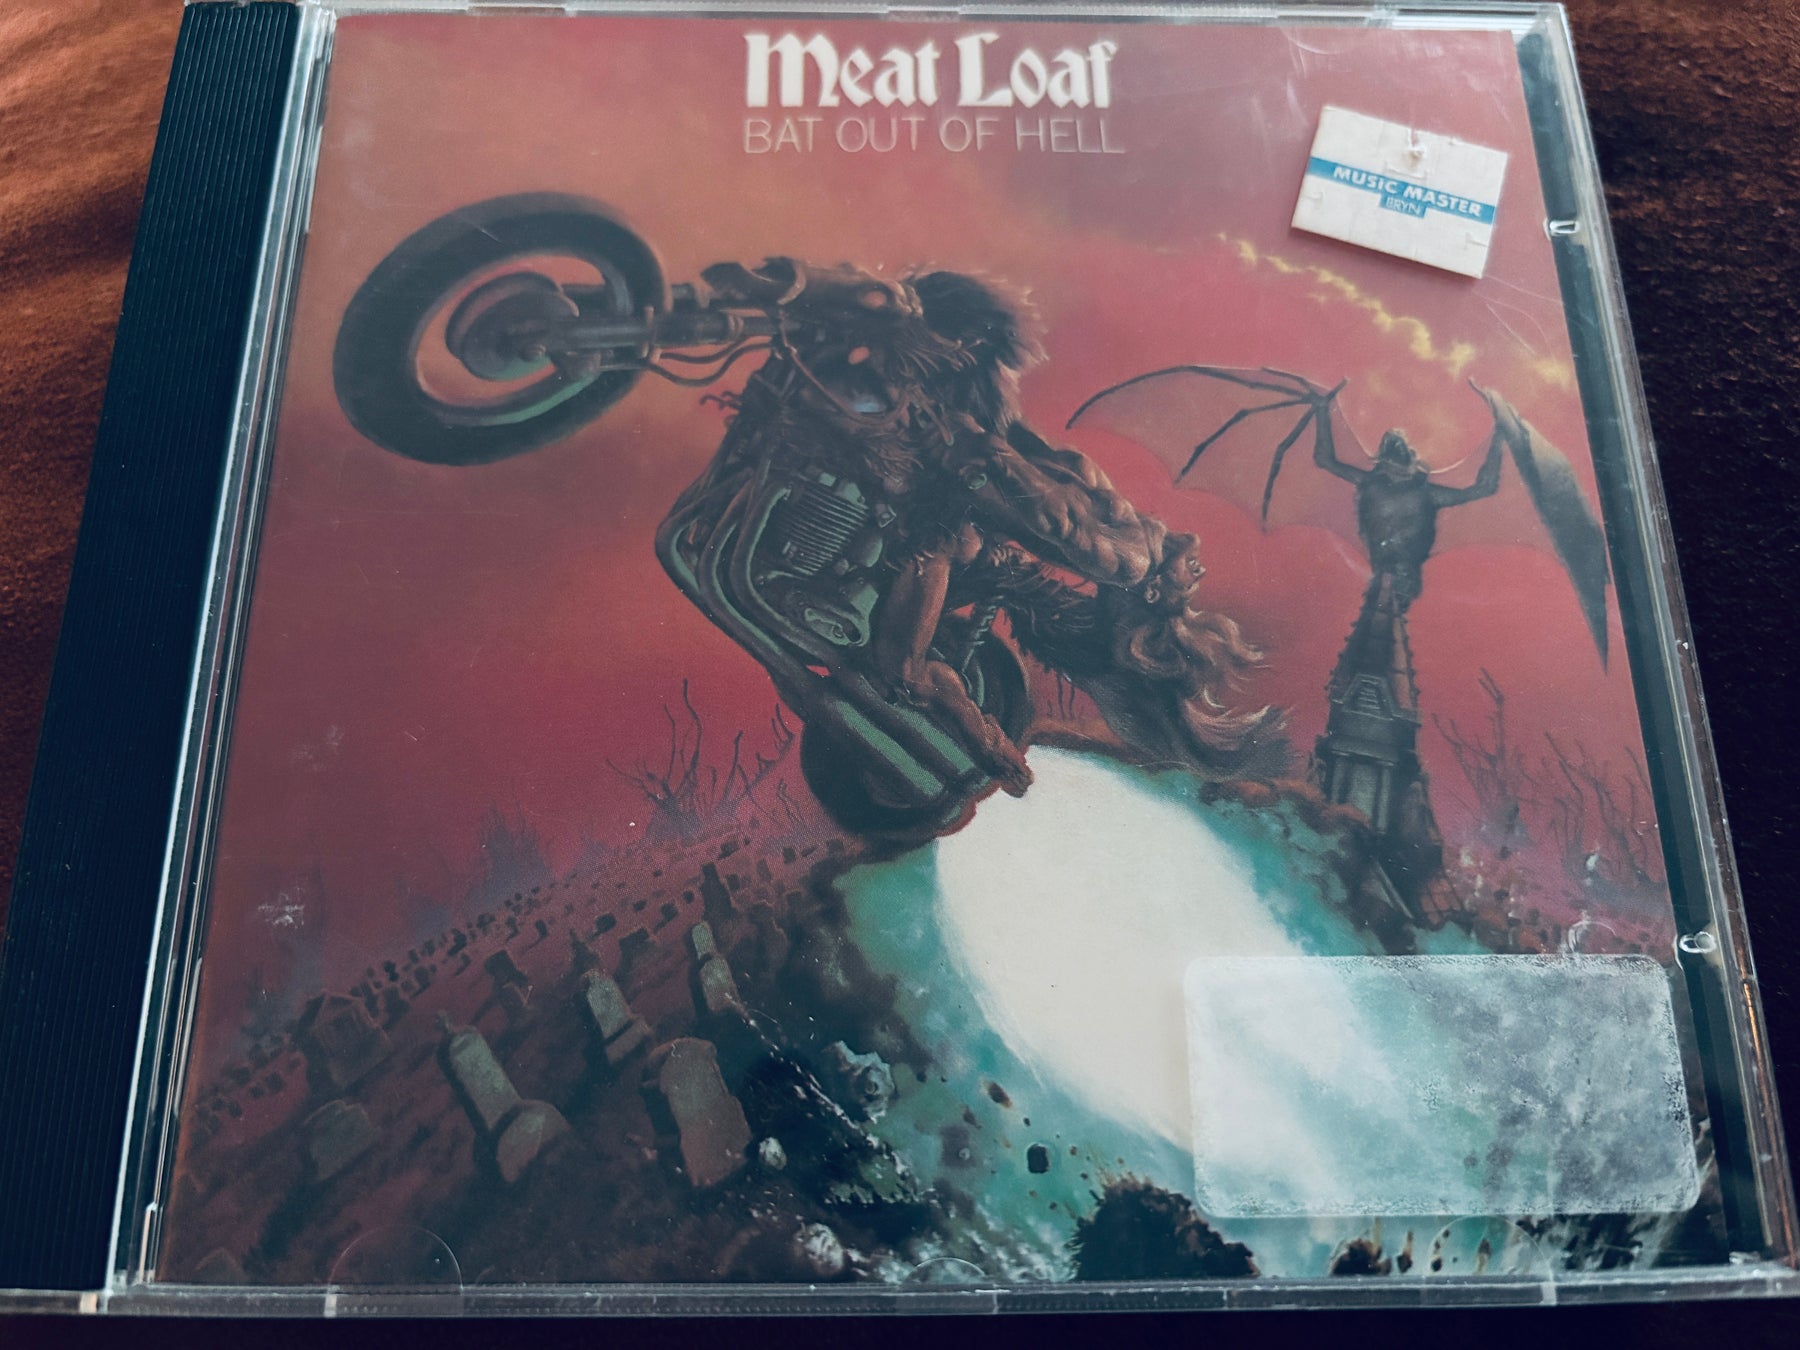 Meat Loaf
BAT OUT OF HELL
MUSIC MASTER
BRYN